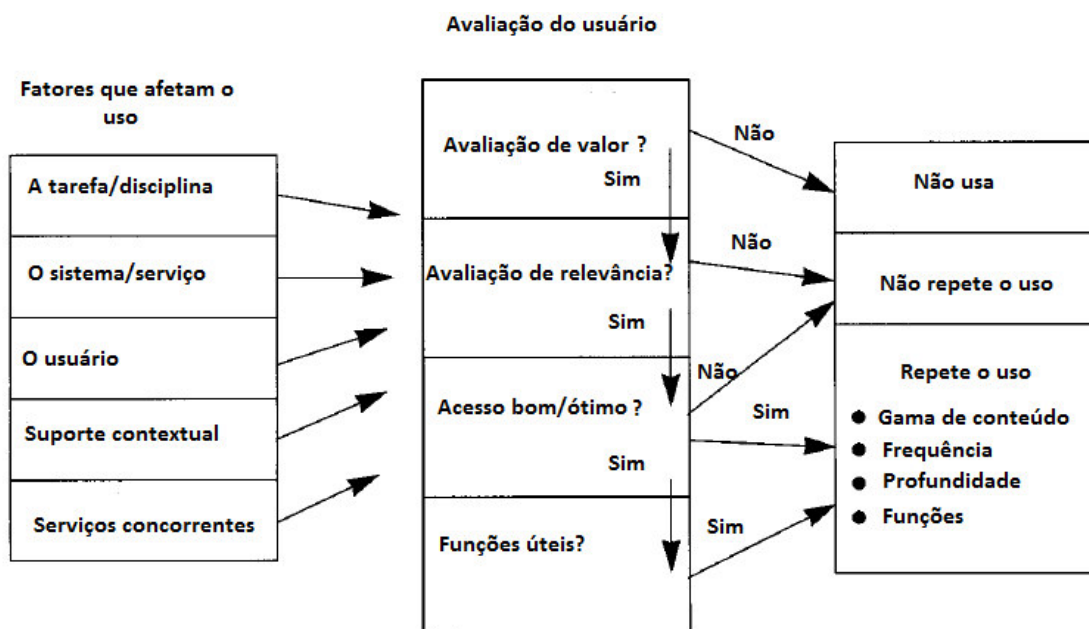 Avaliação do usuário
Fatores que afetam o
uso
A tarefa/disciplina
O sistema/serviço
O usuário
Suporte contextual
Serviços concorrentes
Avaliação de valor ?
Sim
Avaliação de relevância?
Sim
Acesso bom/ótimo ?
Sim
Funções úteis?
Não
Não
Não
Sim
Sim
Não usa
Não repete o uso
Repete o uso
● Gama de conteúdo
● Frequência
● Profundidade
● Funções